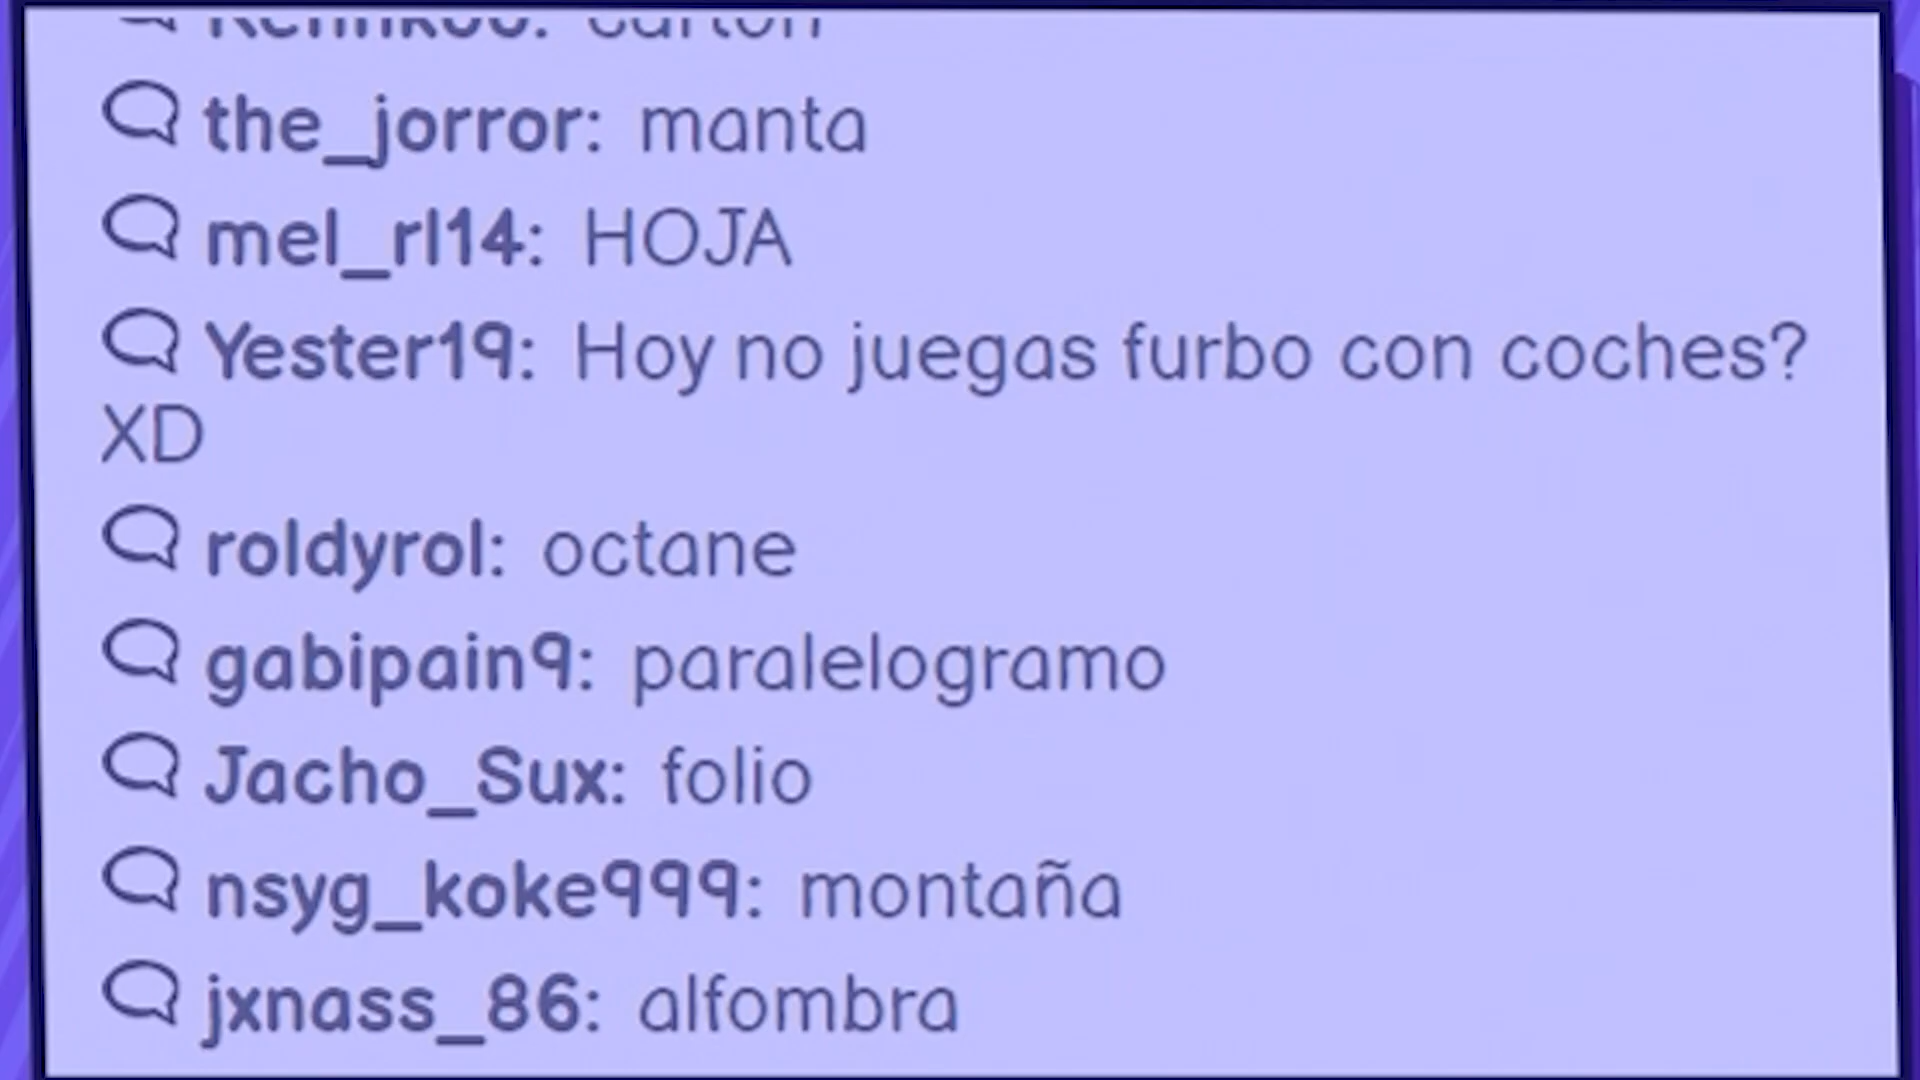 cartón
the_jorror: manta
mel_rl14: HOJA
Yester19: Hoy no juegas furbo con coches?
XD
roldyrol: octane
gabipain9: paralelogramo
Jacho_Sux: folio
nsyg_koke999: montaña
jxnass_86: alfombra